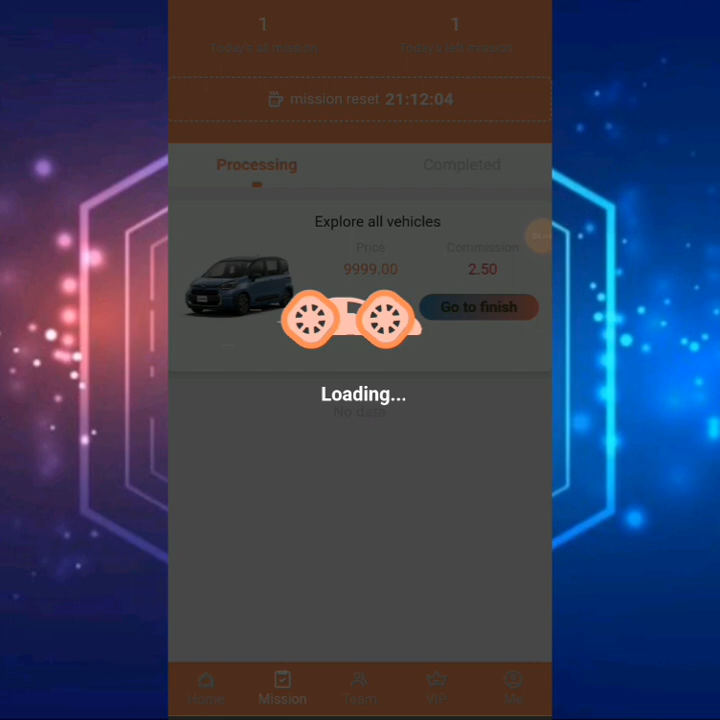 1
1
Today's all mission
Today's left mission
mission reset 21:12:04
Processing
Completed
Explore all vehicles
Price
Commission
9999.00
2.50
Go to finish
Loading...
No data
Home
Mission
Team
VIP
Me